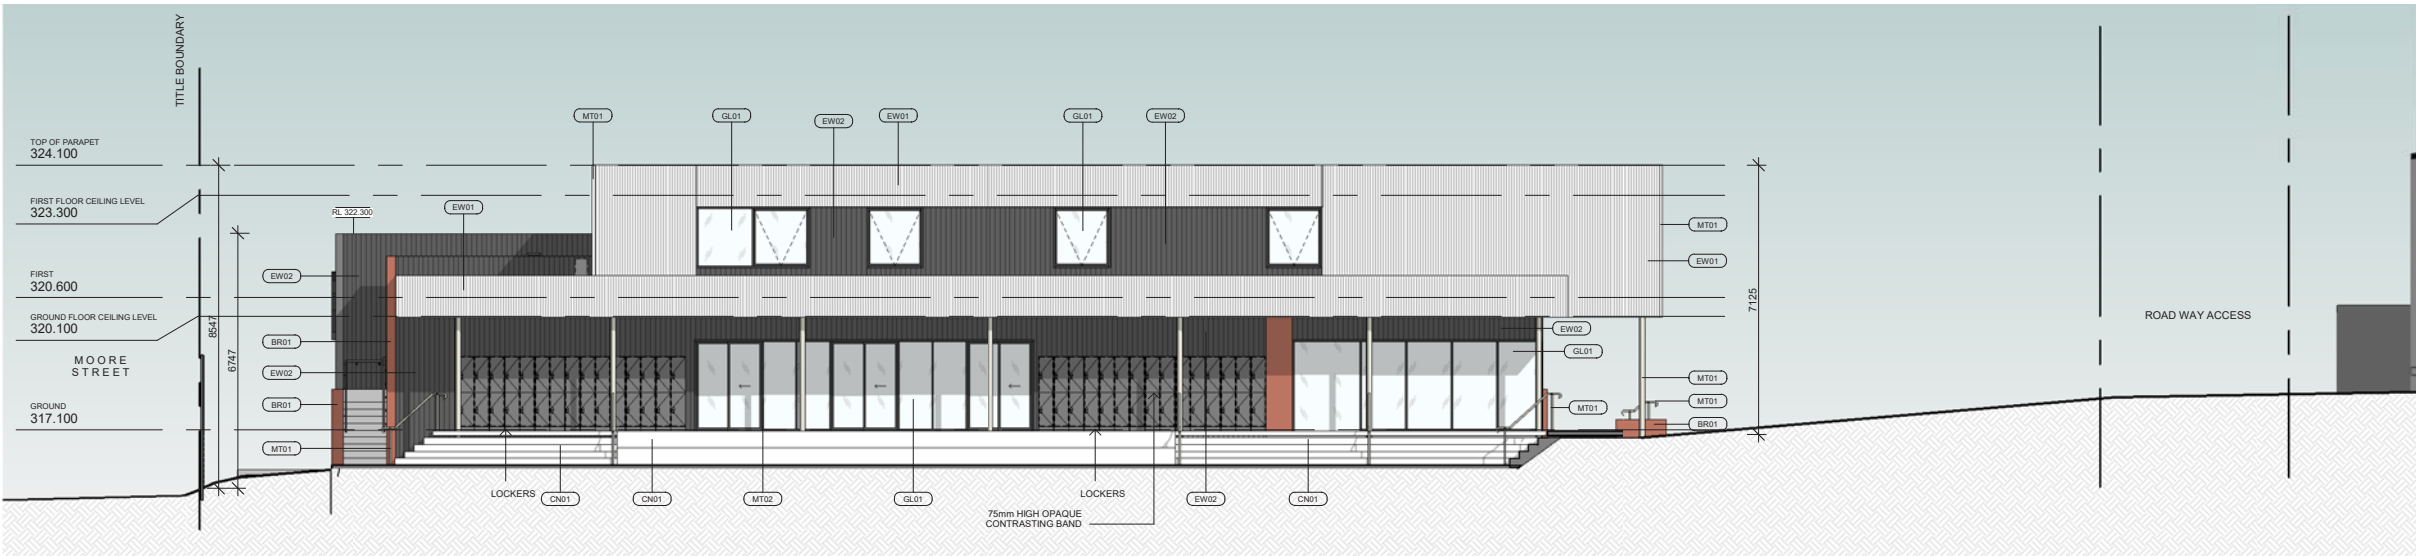 TITLE BOUNDARY
TOP OF PARAPET
324.100
FIRST FLOOR CEILING LEVEL
323.300
FIRST
320.600
GROUND FLOOR CEILING LEVEL
320.100
MOORE
STREET
GROUND
317.100
8547
6747
RL 322.300
EW01
EW02
BR01
EW02
BR01
MT01
MT01
GL01
EW02
EW01
GL01
EW02
MT01
EW01
7125
EW02
GL01
MT01
MT01
MT01
BR01
LOCKERS
CN01
CN01
MT02
GL01
LOCKERS
EW02
CN01
75mm HIGH OPAQUE
CONTRASTING BAND
ROAD WAY ACCESS